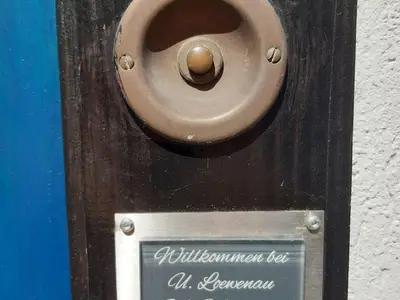 Willkommen bei
U. Loewenau